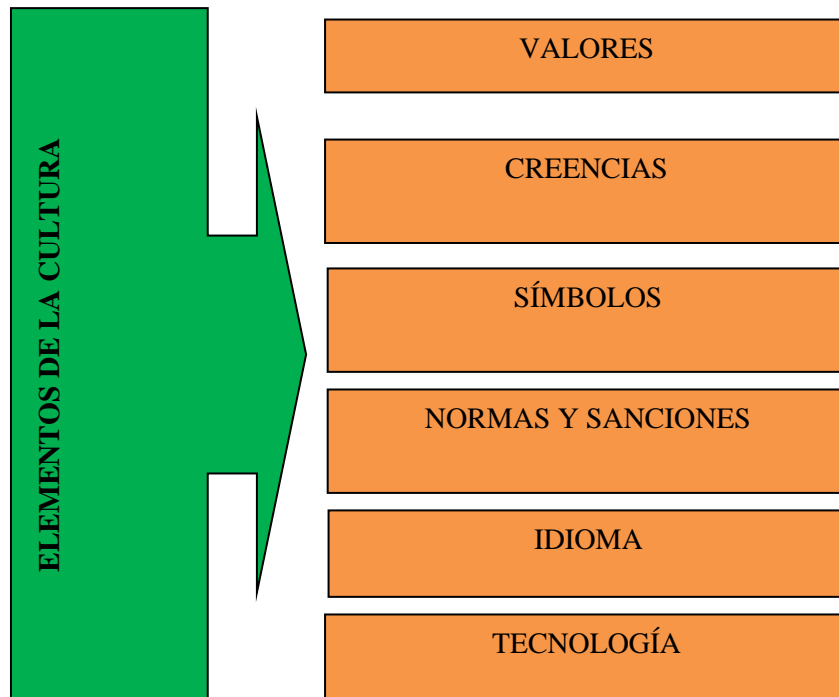 ELEMENTOS DE LA CULTURA
VALORES
CREENCIAS
SÍMBOLOS
NORMAS Y SANCIONES
IDIOMA
TECNOLOGÍA